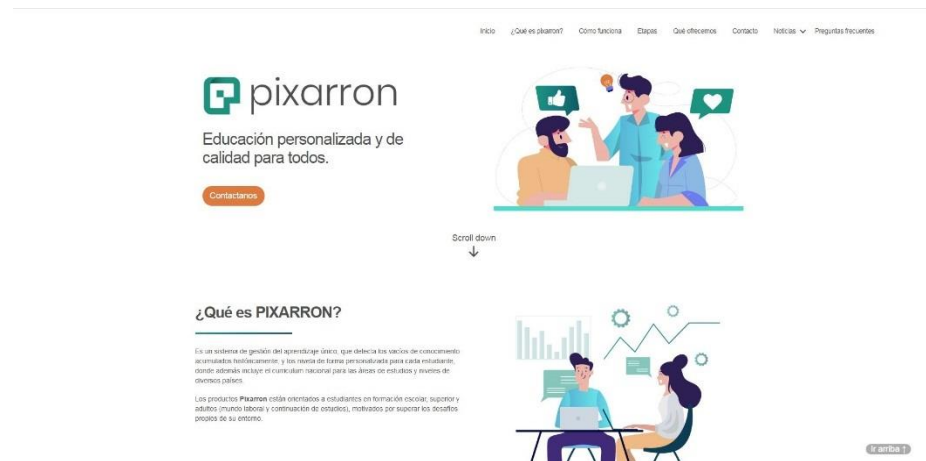 Inicio ¿Qué es pixarron? Cómo funciona Etapas Qué ofrecemos Contacto Noticias Preguntas frecuentes
pixarron
Educación personalizada y de
calidad para todos.
Contactanos
Scroll down
¿Qué es PIXARRON?
Es un sistema de gestión del aprendizaje único, que detecta los vacíos de conocimiento
acumulados históricamente, y los nivela de forma personalizada para cada estudiante,
donde además incluye el curriculum nacional para las áreas de estudios y niveles de
diversos países.
Los productos Pixarron están orientados a estudiantes en formación escolar, superior y
adultos (mundo laboral y continuación de estudios), motivados por superar los desafíos
propios de su entorno.
Ir arriba ↑